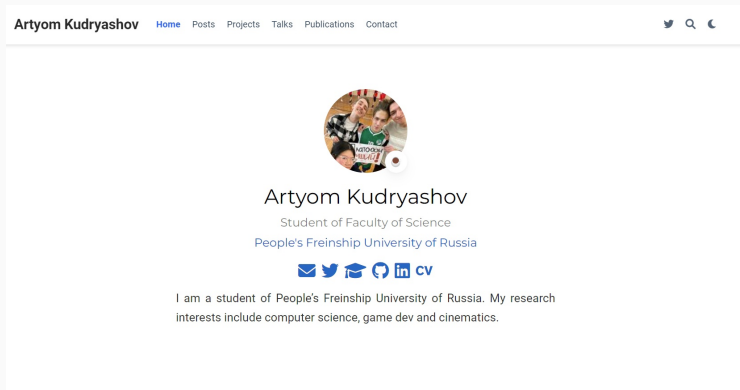 Artyom Kudryashov Home Posts Projects Talks Publications Contact
Artyom Kudryashov
Student of Faculty of Science
People's Freinship University of Russia
CV
I am a student of People's Freinship University of Russia. My research
interests include computer science, game dev and cinematics.